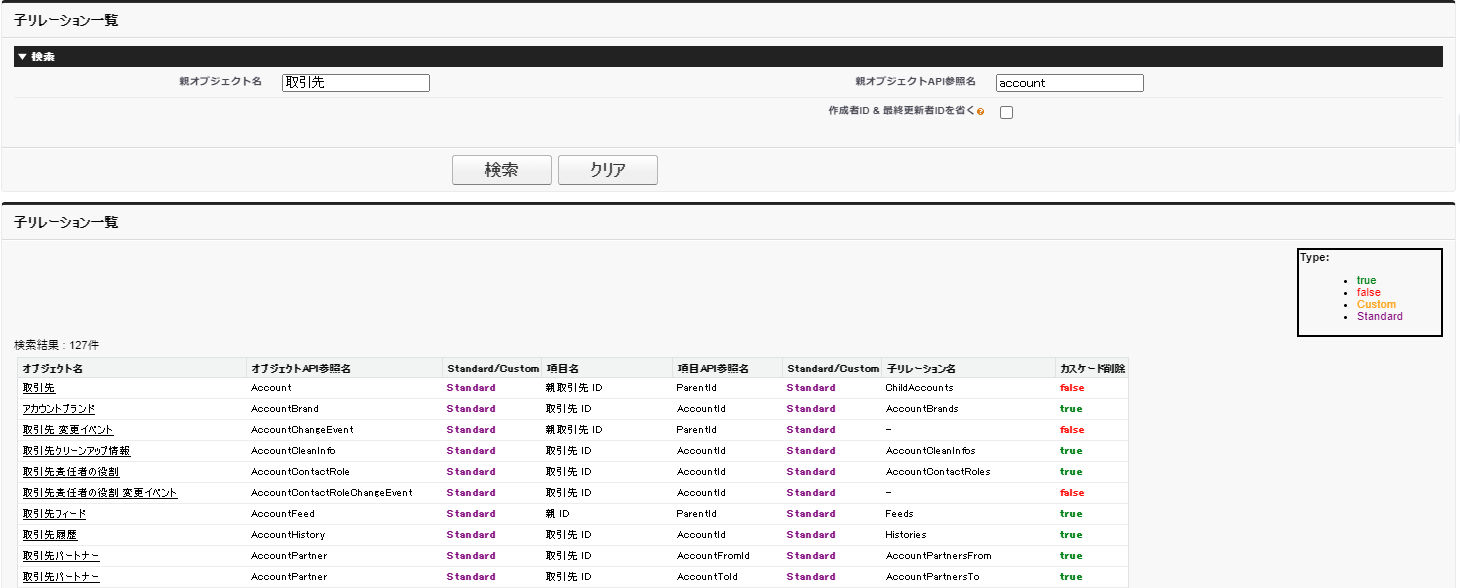 子リレーション一覧
▼ 検索
親オブジェクト名 取引先 親オブジェクトAPI参照名 account
作成者ID & 最終更新者IDを省く
検索 クリア
子リレーション一覧
Type:
true
false
Custom
Standard
検索結果 : 127件
オブジェクト名 オブジェクトAPI参照名 Standard/Custom 項目名 項目API参照名 Standard/Custom 子リレーション名 カスケード削除
取引先 Account Standard 親取引先 ID ParentId Standard ChildAccounts false
アカウントブランド AccountBrand Standard 取引先 ID AccountId Standard AccountBrands true
取引先 変更イベント AccountChangeEvent Standard 親取引先 ID ParentId Standard - false
取引先クリーンアップ情報 AccountCleanInfo Standard 取引先 ID AccountId Standard AccountCleanInfos true
取引先責任者の役割 AccountContactRole Standard 取引先 ID AccountId Standard AccountContactRoles true
取引先責任者の役割 変更イベント AccountContactRoleChangeEvent Standard 取引先 ID AccountId Standard - false
取引先フィード AccountFeed Standard 親 ID ParentId Standard Feeds true
取引先履歴 AccountHistory Standard 取引先 ID AccountId Standard Histories true
取引先パートナー AccountPartner Standard 取引先 ID AccountFromId Standard AccountPartnersFrom true
取引先パートナー AccountPartner Standard 取引先 ID AccountToId Standard AccountPartnersTo true